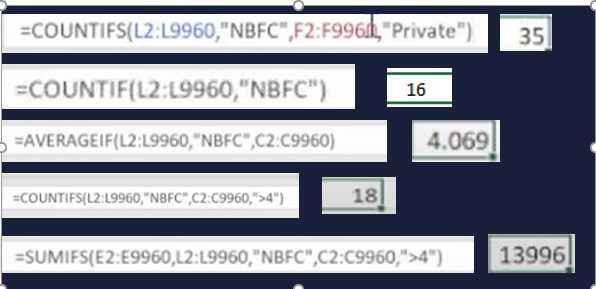 =COUNTIFS(L2:L9960,"NBFC",F2:F9960,"Private") 35
=COUNTIF(L2:L9960,"NBFC") 16
=AVERAGEIF(L2:L9960,"NBFC",C2:C9960) 4.069
=COUNTIFS(L2:L9960,"NBFC",C2:C9960,">4") 18
=SUMIFS(E2:E9960,L2:L9960,"NBFC",C2:C9960,">4") 13996